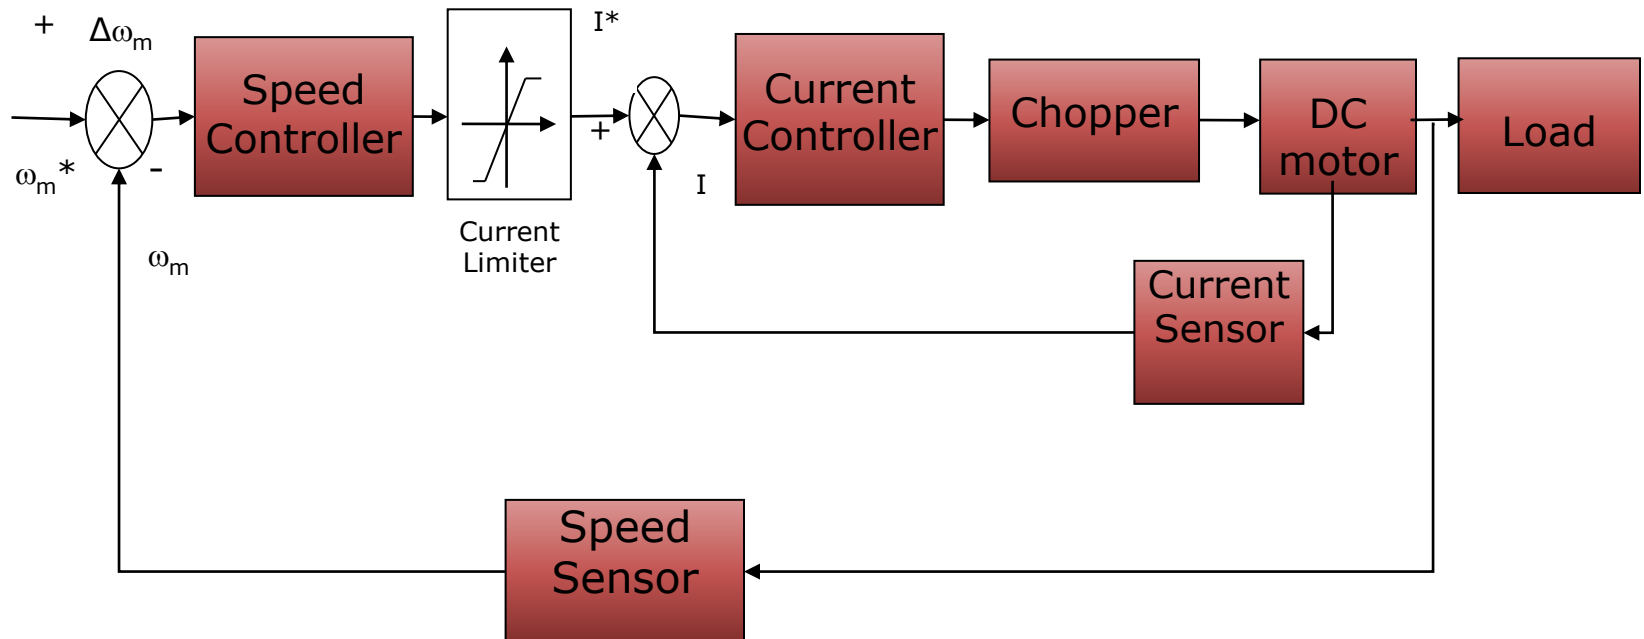 +
Δωm
I*
Speed
Controller
Current
Controller
Chopper
DC
motor
Load
+
ωm*
-
I
Current
Limiter
ωm
Current
Sensor
Speed
Sensor